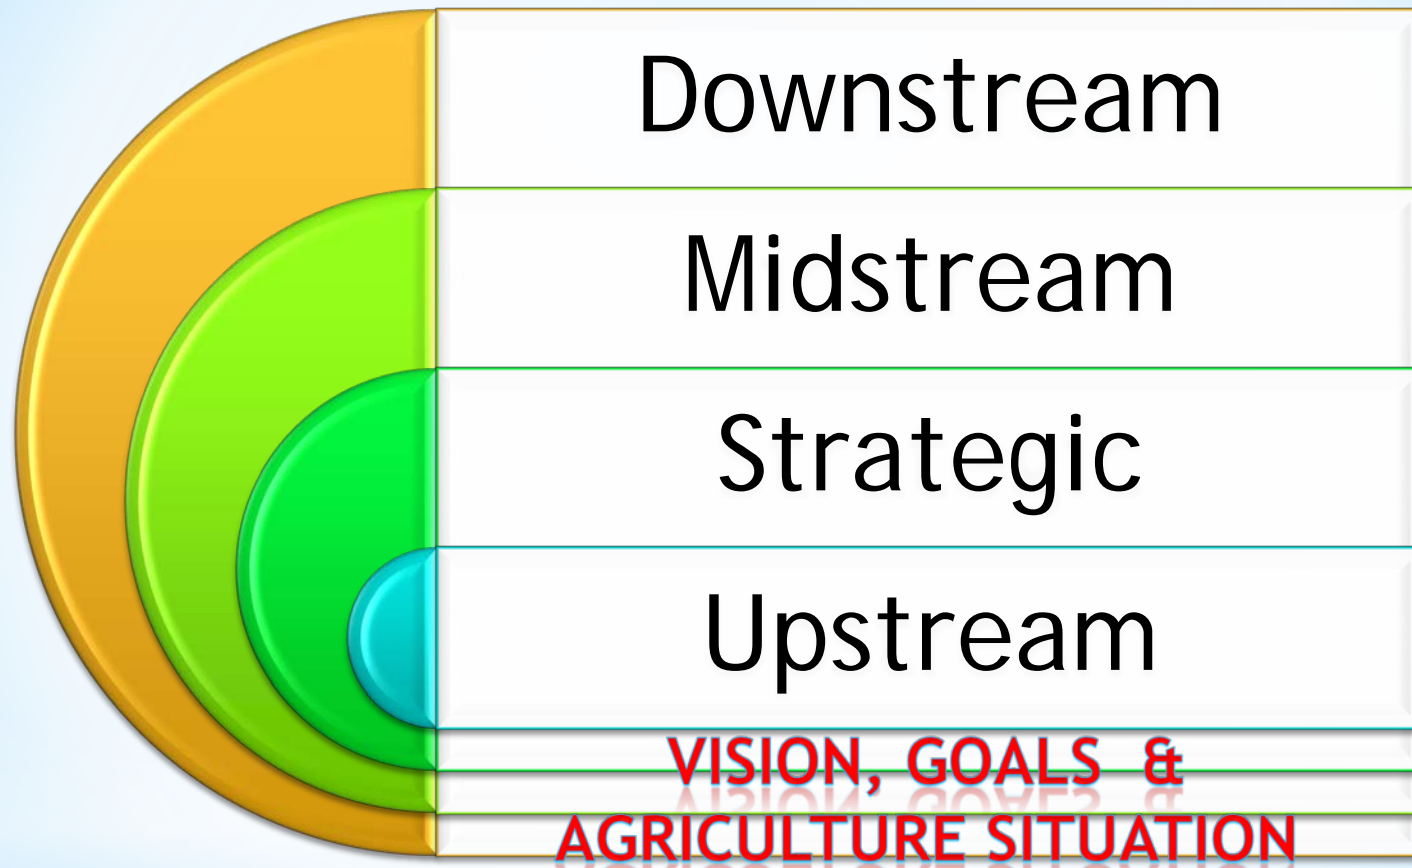 Downstream
Midstream
Strategic
Upstream
VISION, GOALS &
AGRICULTURE SITUATION